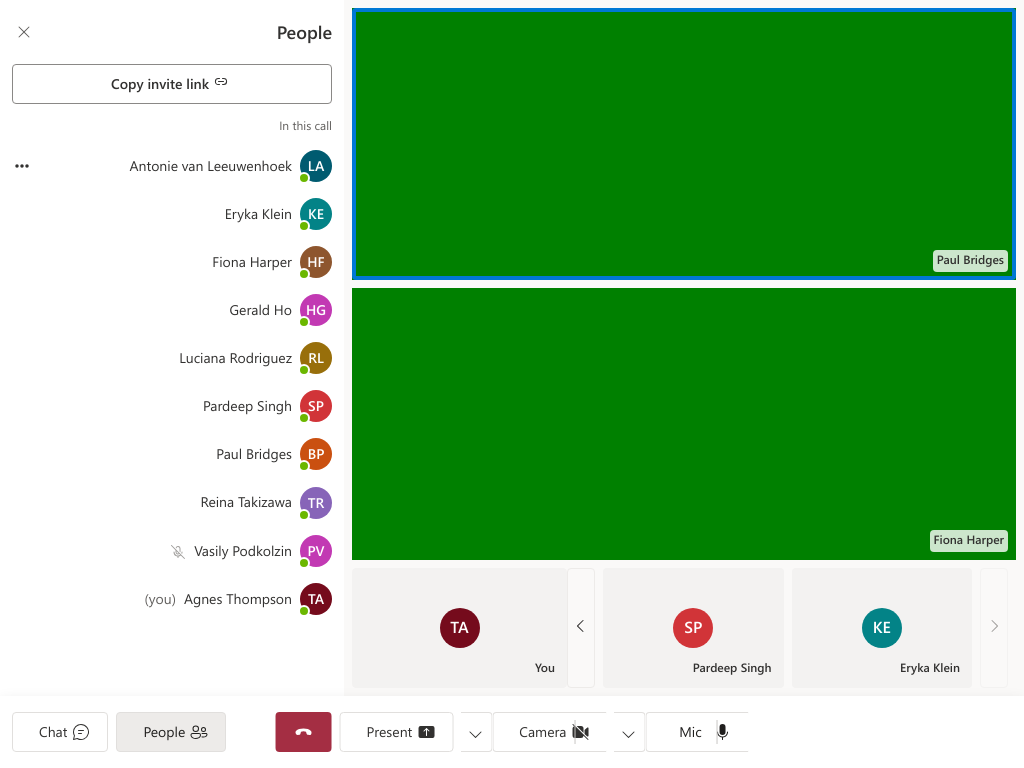 People
Copy invite link
In this call
Antonie van Leeuwenhoek LA
Eryka Klein KE
Fiona Harper HF
Gerald Ho HG
Luciana Rodriguez RL
Pardeep Singh SP
Paul Bridges BP
Reina Takizawa TR
Vasily Podkolzin PV
(you) Agnes Thompson TA
Paul Bridges
Fiona Harper
TA
You
SP
Pardeep Singh
KE
Eryka Klein
Chat
People
Present
Camera
Mic